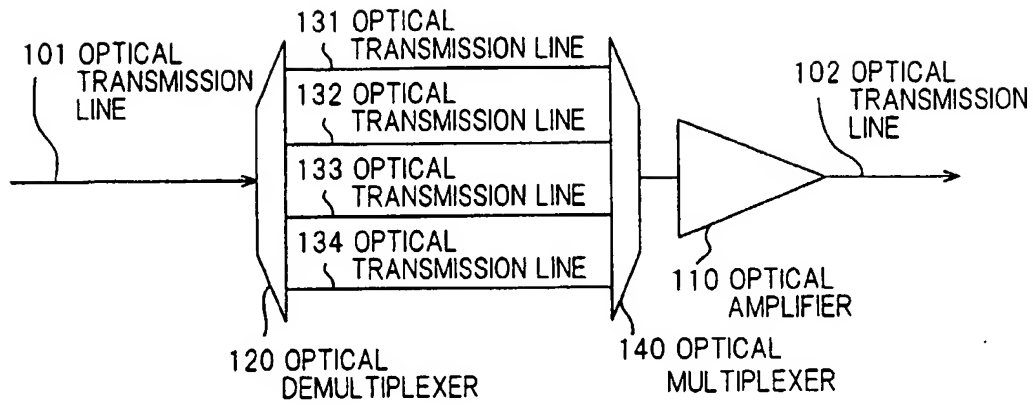 101 OPTICAL
TRANSMISSION
LINE
131 OPTICAL
TRANSMISSION LINE
132 OPTICAL
TRANSMISSION LINE
133 OPTICAL
TRANSMISSION LINE
134 OPTICAL
TRANSMISSION LINE
102 OPTICAL
TRANSMISSION
LINE
110 OPTICAL
AMPLIFIER
120 OPTICAL
DEMULTIPLEXER
140 OPTICAL
MULTIPLEXER